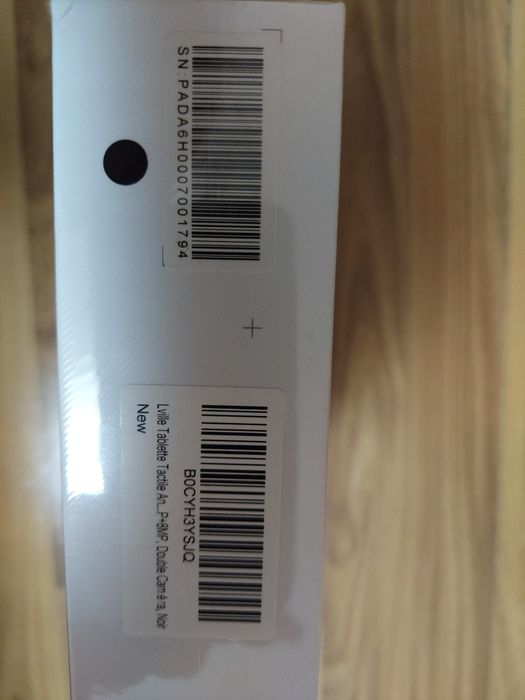 SN:PADA6H0007001794
B0CYH3YSJQ
Lville Tablette Tactile An...P+8MP, Double Caméra, Noir
New